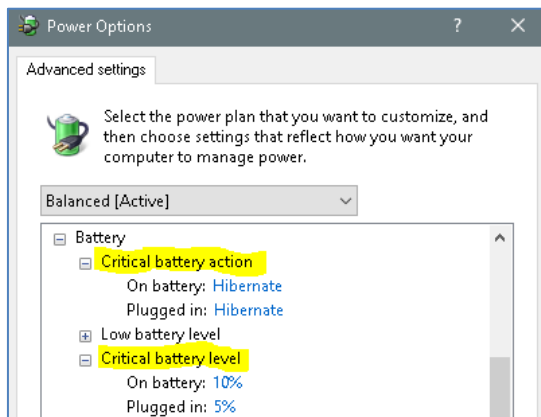 Power Options
Advanced settings
Select the power plan that you want to customize, and
then choose settings that reflect how you want your
computer to manage power.
Balanced [Active]
Battery
Critical battery action
On battery: Hibernate
Plugged in: Hibernate
Low battery level
Critical battery level
On battery: 10%
Plugged in: 5%